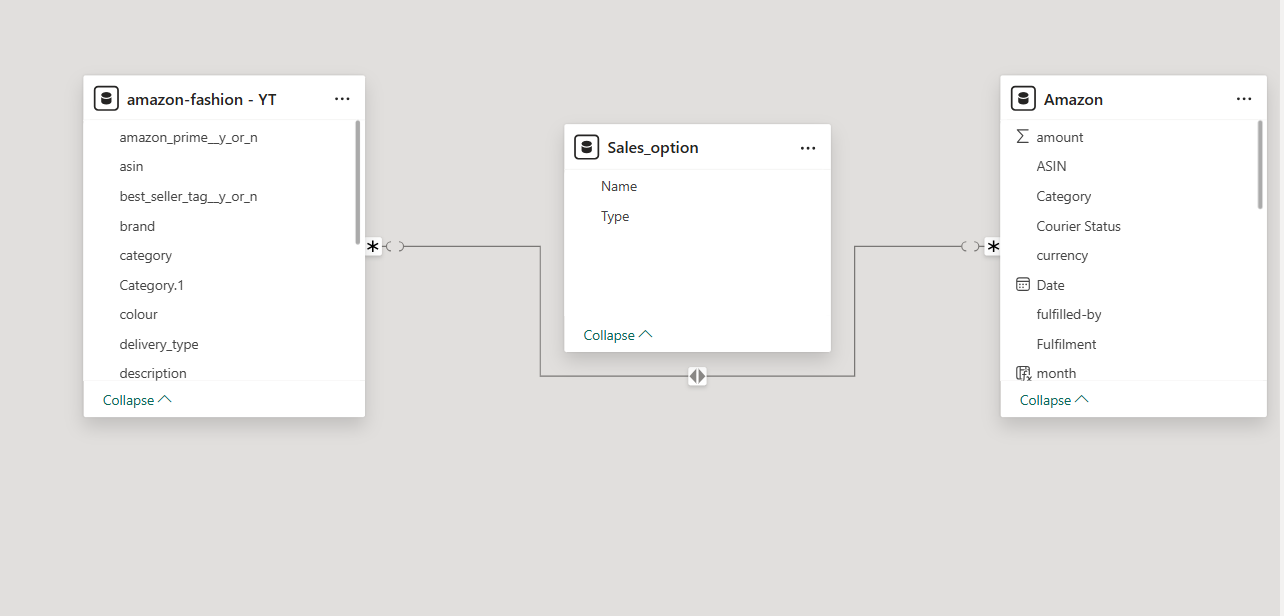 amazon-fashion - YT
amazon_prime__y_or_n
asin
best_seller_tag__y_or_n
brand
category
Category.1
colour
delivery_type
description
Collapse
Sales_option
Name
Type
Collapse
Amazon
amount
ASIN
Category
Courier Status
currency
Date
fulfilled-by
Fulfilment
month
Collapse